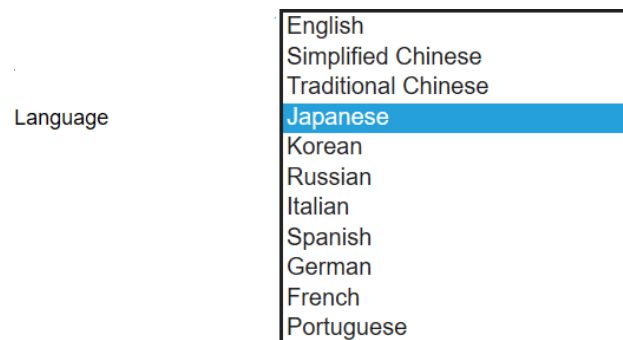 English
Simplified Chinese
Traditional Chinese
Language
Japanese
Korean
Russian
Italian
Spanish
German
French
Portuguese